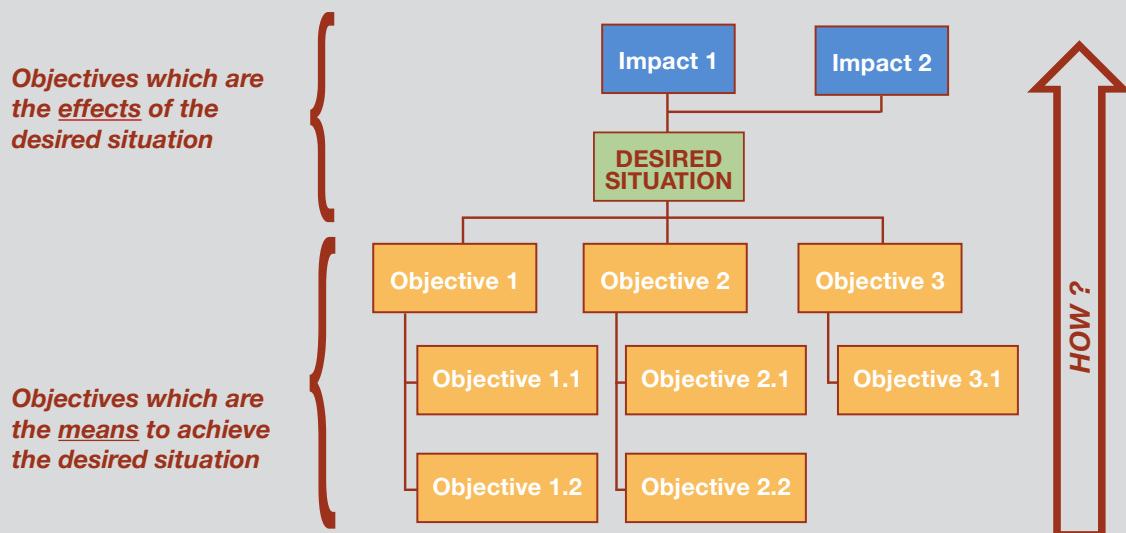 Impact 1
Impact 2
Objectives which are
the effects of the
desired situation
DESIRED
SITUATION
Objective 1
Objective 2
Objective 3
HOW ?
Objective 1.1
Objective 2.1
Objective 3.1
Objectives which are
the means to achieve
the desired situation
Objective 1.2
Objective 2.2